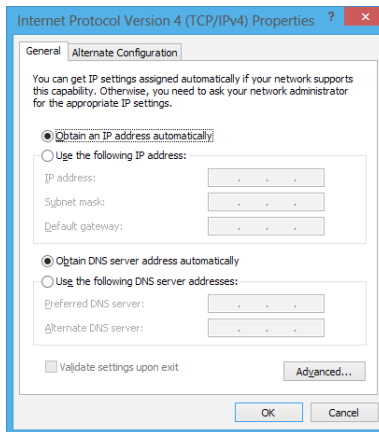 Internet Protocol Version 4 (TCP/IPv4) Properties ? ×
General Alternate Configuration
You can get IP settings assigned automatically if your network supports
this capability. Otherwise, you need to ask your network administrator
for the appropriate IP settings.
Obtain an IP address automatically
Use the following IP address:
IP address: . . .
Subnet mask: . . .
Default gateway: . . .
Obtain DNS server address automatically
Use the following DNS server addresses:
Preferred DNS server: . . .
Alternate DNS server: . . .
Validate settings upon exit
Advanced...
OK Cancel